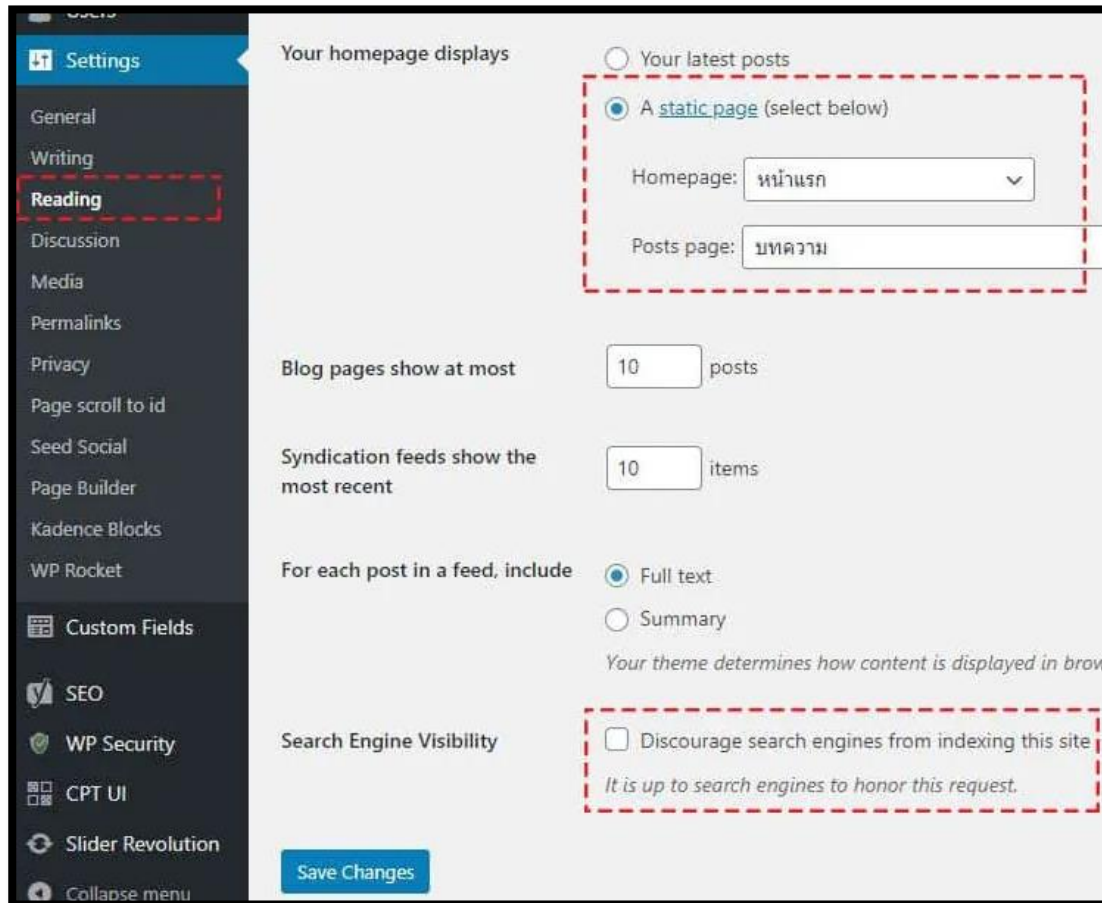 Users
Settings
General
Writing
Reading
Discussion
Media
Permalinks
Privacy
Page scroll to id
Seed Social
Page Builder
Kadence Blocks
WP Rocket
Custom Fields
SEO
WP Security
CPT UI
Slider Revolution
Collapse menu
Your homepage displays
Your latest posts
A static page (select below)
Homepage: หน้าแรก
Posts page: บทความ
Blog pages show at most
10 posts
Syndication feeds show the
most recent
10 items
For each post in a feed, include
Full text
Summary
Your theme determines how content is displayed in
Search Engine Visibility
Discourage search engines from indexing this site
It is up to search engines to honor this request.
Save Changes